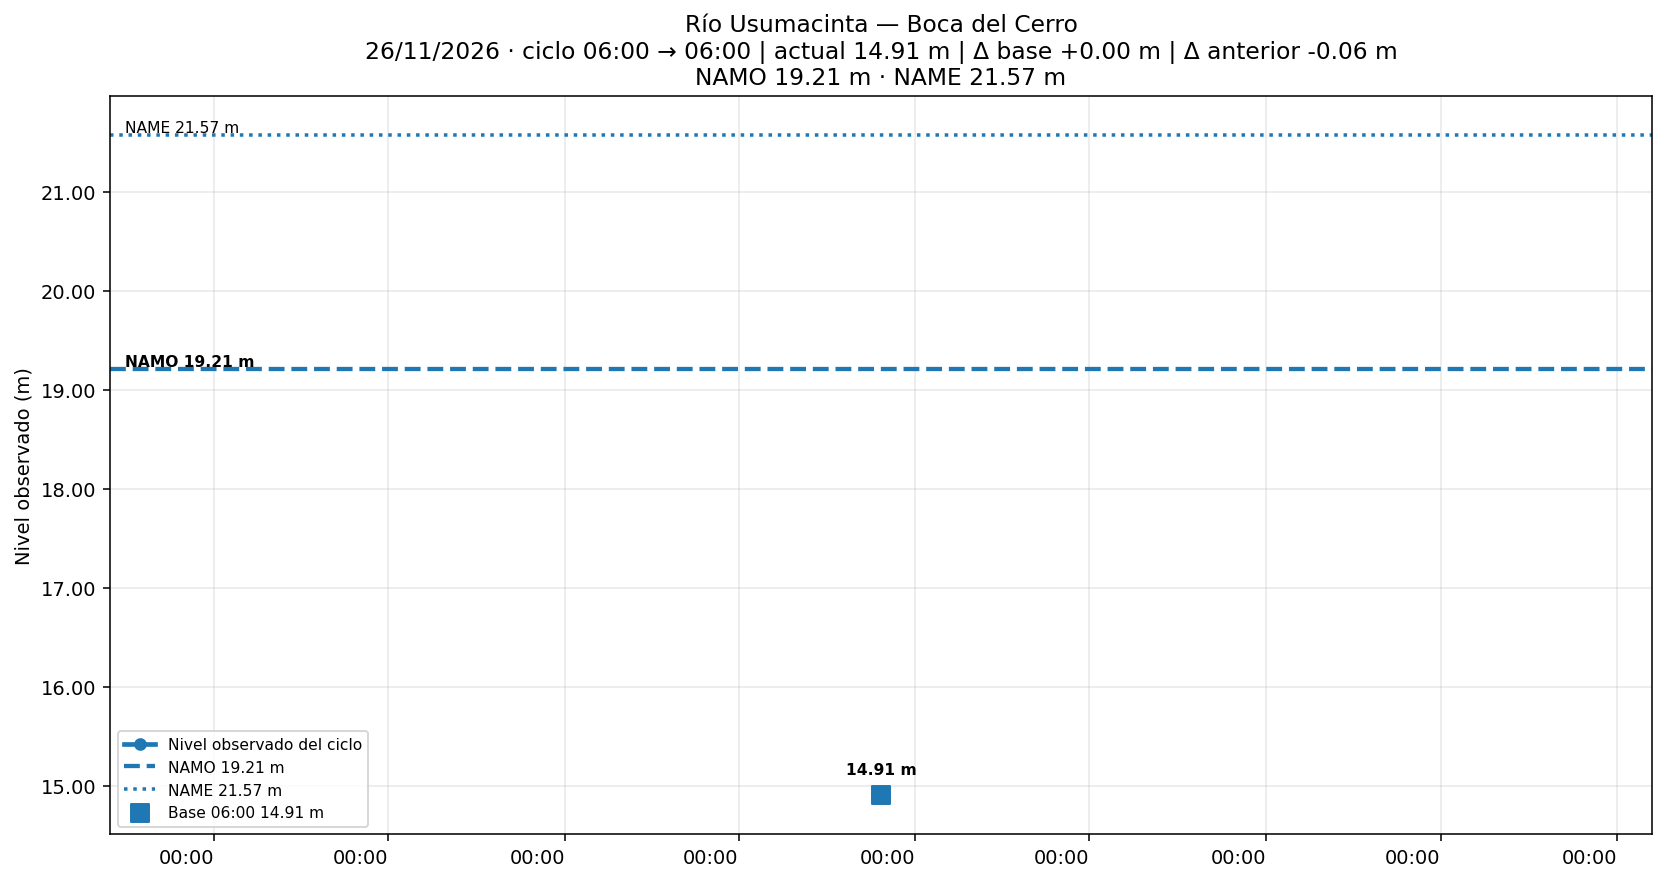 Río Usumacinta — Boca del Cerro
26/11/2026 · ciclo 06:00 → 06:00 | actual 14.91 m | Δ base +0.00 m | Δ anterior -0.06 m
NAMO 19.21 m · NAME 21.57 m
NAME 21.57 m
21.00
20.00
NAMO 19.21 m
19.00
18.00
17.00
16.00
15.00
Nivel observado (m)
14.91 m
Nivel observado del ciclo
NAMO 19.21 m
NAME 21.57 m
Base 06:00 14.91 m
00:00 00:00 00:00 00:00 00:00 00:00 00:00 00:00 00:00